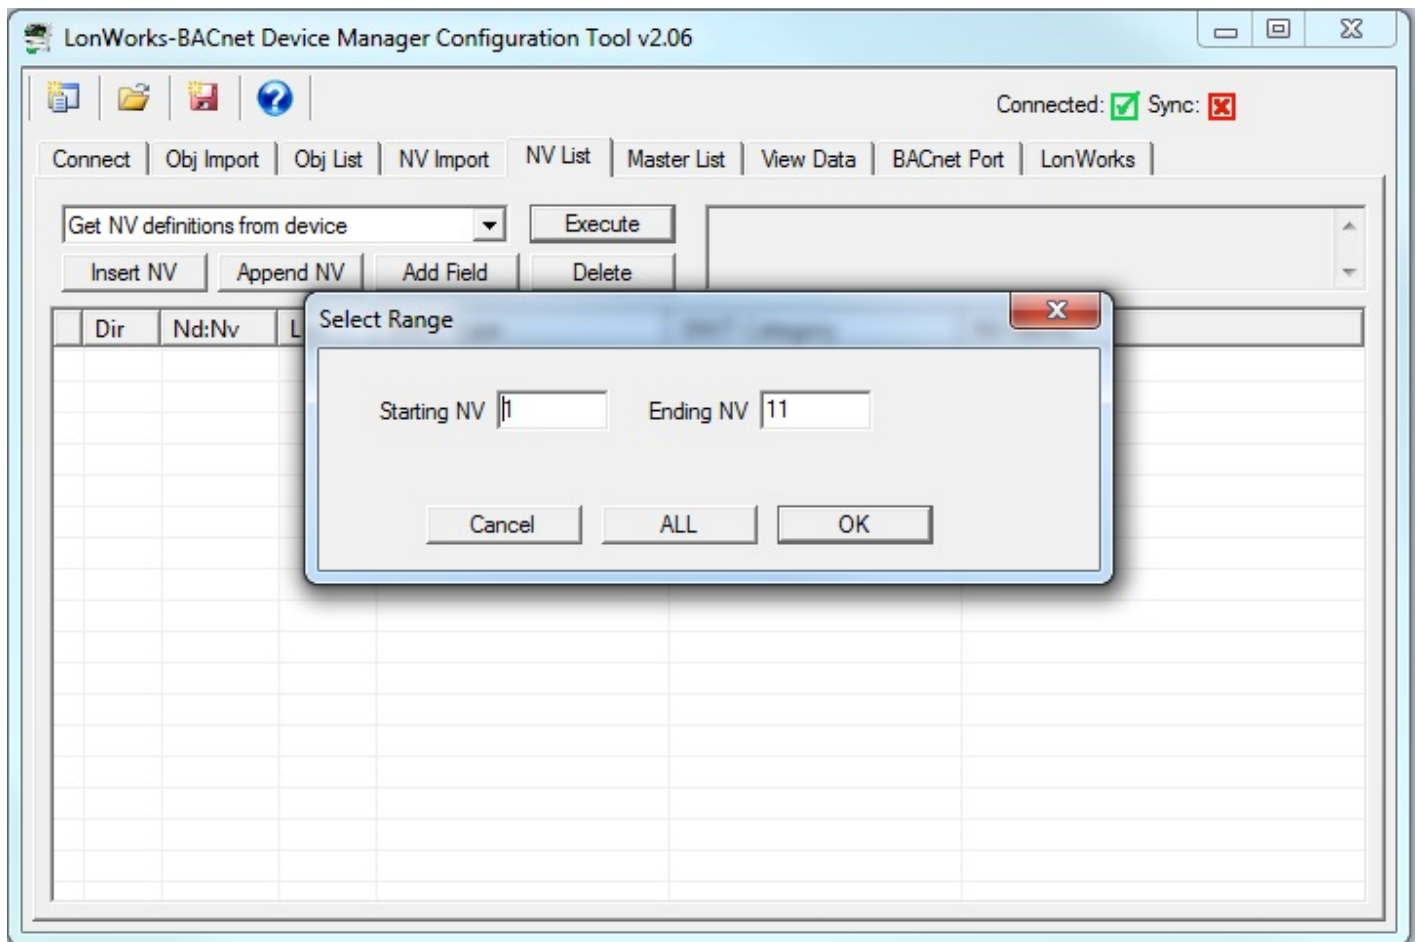 LonWorks-BACnet Device Manager Configuration Tool v2.06
Connected: Sync:
Connect Obj Import Obj List NV Import NV List Master List View Data BACnet Port LonWorks
Get NV definitions from device Execute
Insert NV Append NV Add Field Delete
Dir Nd:Nv L
Select Range
Starting NV 1 Ending NV 11
Cancel ALL OK